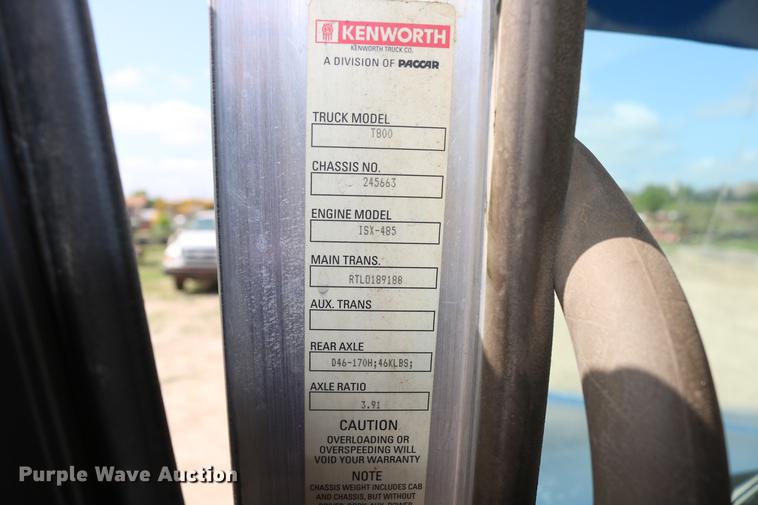 KENWORTH
KENWORTH TRUCK CO.
A DIVISION OF PACCAR
TRUCK MODEL
T800
CHASSIS NO.
245663
ENGINE MODEL
ISX-485
MAIN TRANS.
RTLO18918B
AUX. TRANS
REAR AXLE
D46-170H;46KLBS;
AXLE RATIO
3.91
CAUTION
OVERLOADING OR
OVERSPEEDING WILL
VOID YOUR WARRANTY
NOTE
CHASSIS WEIGHT INCLUDES CAB
AND CHASSIS, BUT WITHOUT
Purple Wave Auction